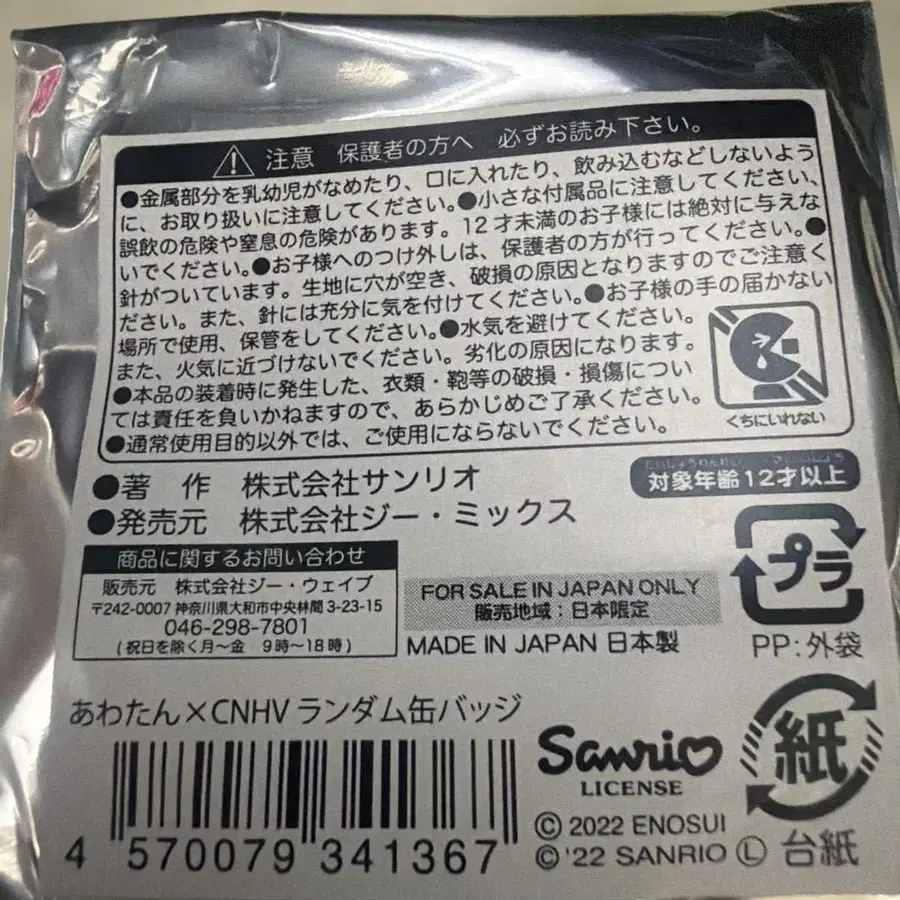 注意 保護者の方へ 必ずお読み下さい。
●金属部分を乳幼児がなめたり、口に入れたり、飲み込むなどしないよう
に、お取り扱いに注意してください。●小さな付属品に注意してください。
誤飲の危険や窒息の危険があります。12才未満のお子様には絶対に与えな
いでください。●お子様へのつけ外しは、保護者の方が行ってください。●
針がついています。生地に穴が空き、破損の原因となりますのでご注意く
ださい。また、針には充分に気を付けてください。●お子様の手の届かない
場所で使用、保管をしてください。●水気を避けてください。
また、火気に近づけないでください。劣化の原因になります。
●本品の装着時に発生した、衣類・鞄等の破損・損傷につい
ては責任を負いかねますので、あらかじめご了承ください。
●通常使用目的以外では、ご使用にならないでください。
くちにいれない
●著 作 株式会社サンリオ
●発売元 株式会社ジー・ミックス
対象年齢12才以上
商品に関するお問い合わせ
販売元 株式会社ジー・ウェイブ
〒242-0007 神奈川県大和市中央林間3-23-15
046-298-7801
(祝日を除く月〜金 9時〜18時)
FOR SALE IN JAPAN ONLY
販売地域:日本限定
MADE IN JAPAN 日本製
プラ
PP:外袋
あわたん×CNHV ランダム缶バッジ
4 570079 341367
Sanrio
LICENSE
© 2022 ENOSUI
© '22 SANRIO Ⓛ
紙
台紙